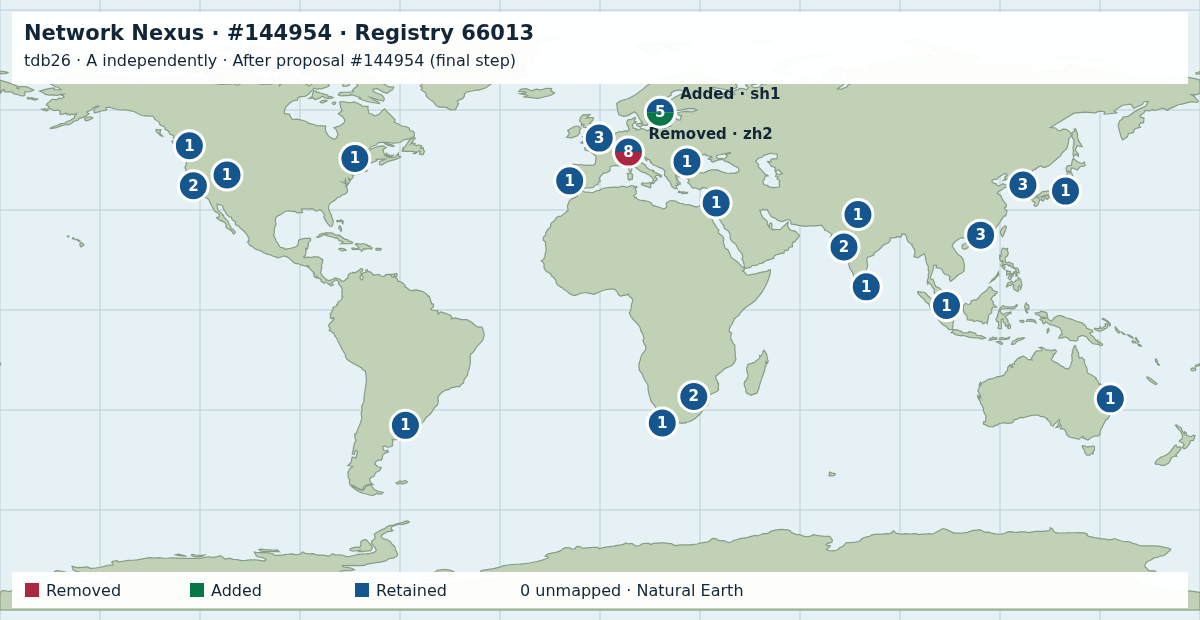 Network Nexus · #144954 · Registry 66013
tdb26 · A independently · After proposal #144954 (final step)
Added · sh1
5
Removed · zh2
3
8
1
1
1
1
2
1
1
1
3
1
1
2
3
1
1
2
1
1
1
Removed
Added
Retained
0 unmapped · Natural Earth